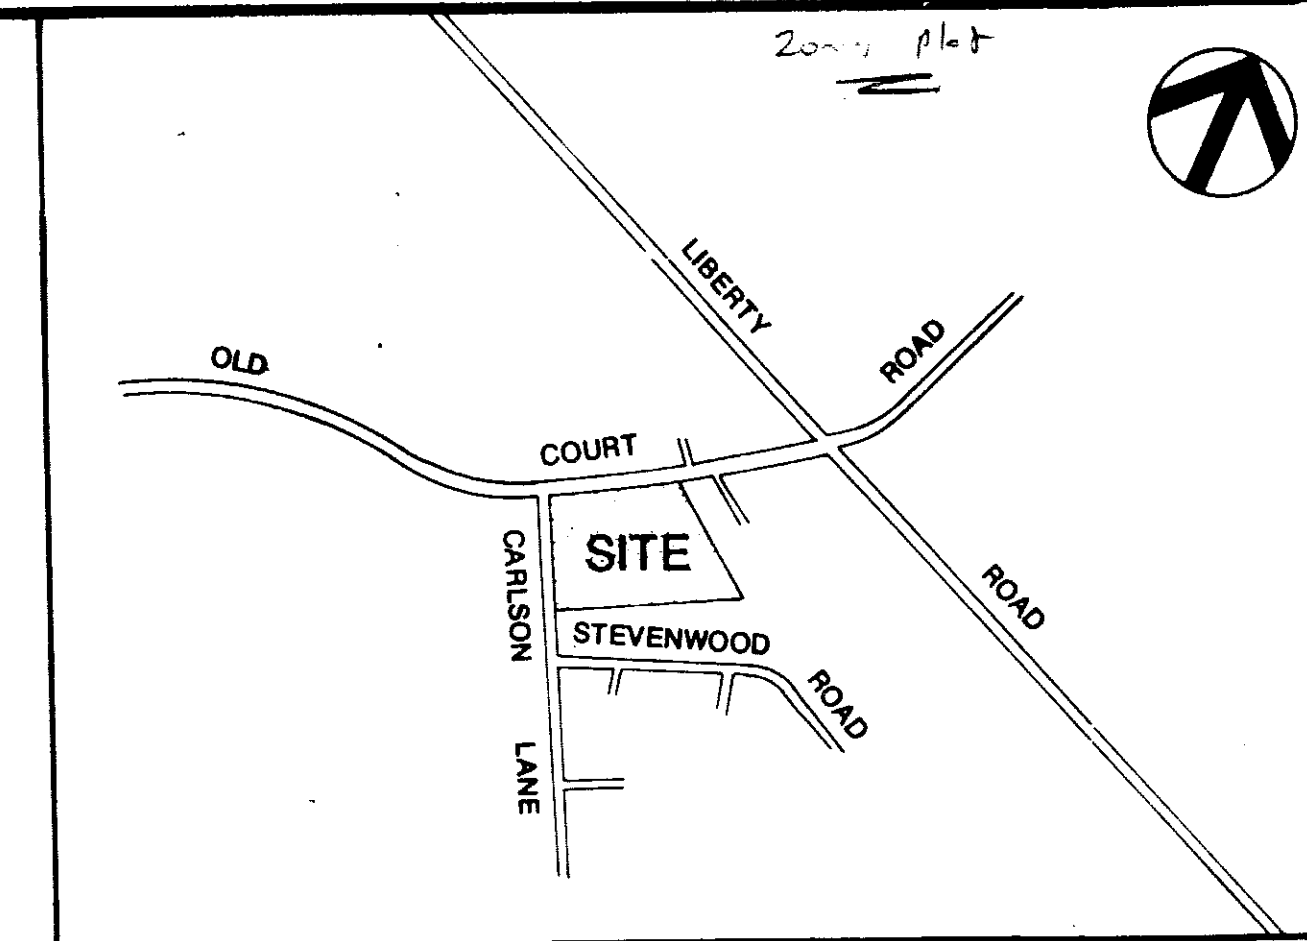 plat
LIBERTY ROAD
OLD COURT ROAD
SITE
CARLSON LANE
STEVENWOOD ROAD